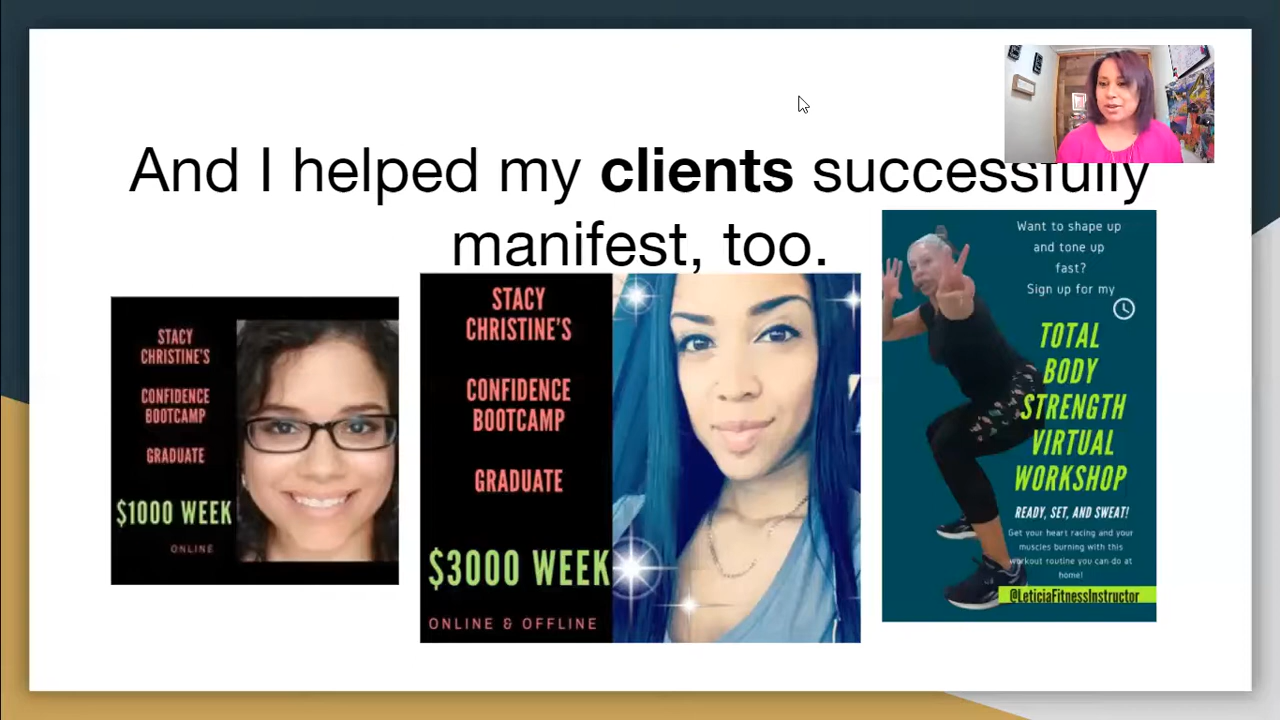 And I helped my clients successfully
manifest, too.
STACY
CHRISTINE'S
CONFIDENCE
BOOTCAMP
GRADUATE
$1000 WEEK
ONLINE
STACY
CHRISTINE'S
CONFIDENCE
BOOTCAMP
GRADUATE
$3000 WEEK
ONLINE & OFFLINE
Want to shape up
and tone up
fast?
Sign up for my
TOTAL
BODY
STRENGTH
VIRTUAL
WORKSHOP
READY, SET, AND SWEAT!
Get your heart racing and your
muscles burning with this
workout routine you can do at
home!
@LeticiaFitnessInstructor